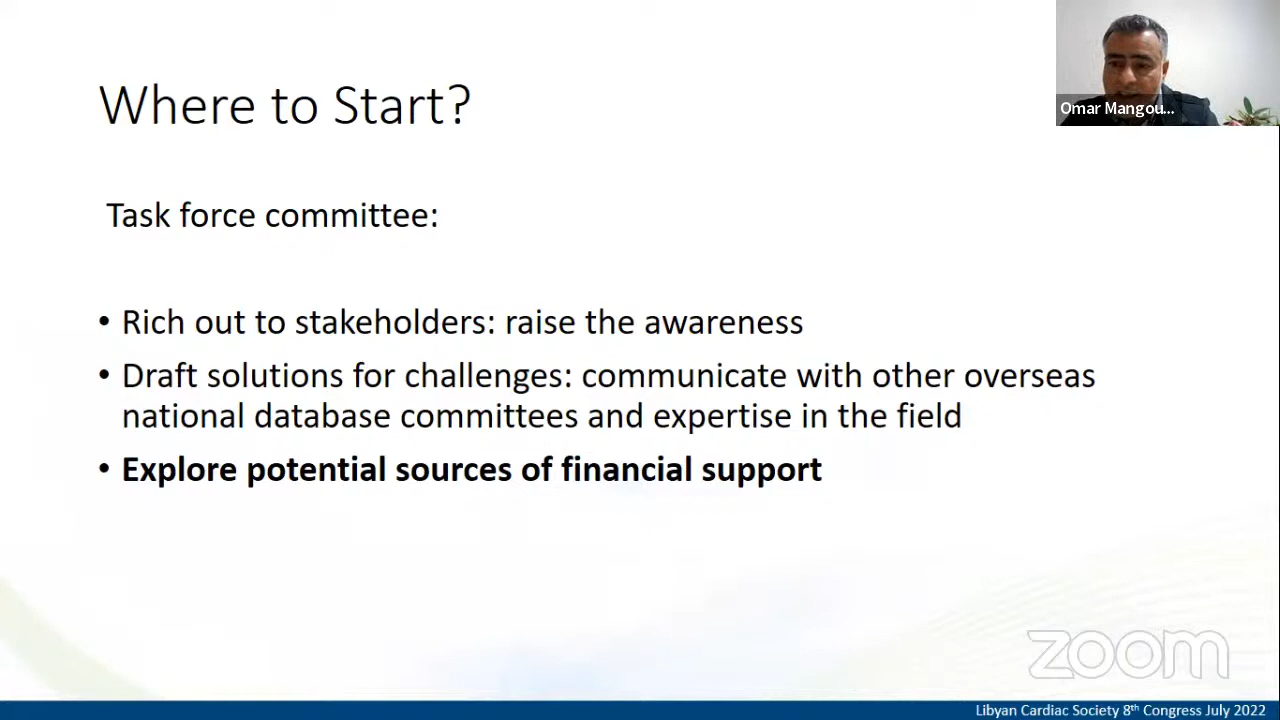 Where to Start?
Omar Mangou...
Task force committee:
• Rich out to stakeholders: raise the awareness
• Draft solutions for challenges: communicate with other overseas
national database committees and expertise in the field
• Explore potential sources of financial support
zoom
Libyan Cardiac Society 8th Congress July 2022